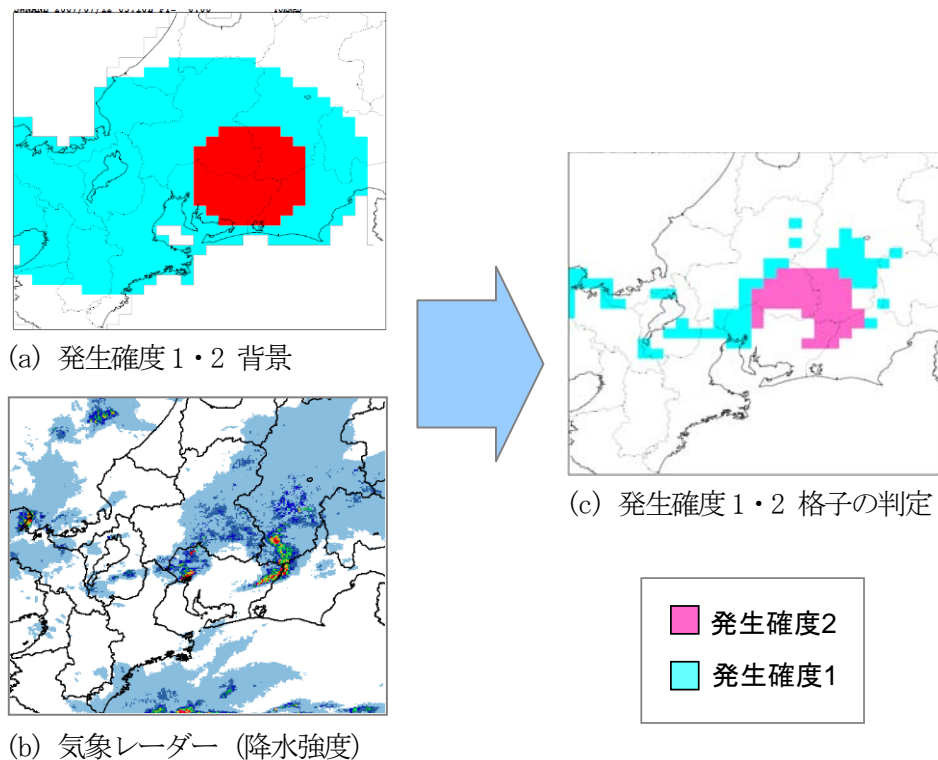 (a) 発生確度1・2 背景
(b) 気象レーダー (降水強度)
(c) 発生確度1・2 格子の判定
発生確度2
発生確度1